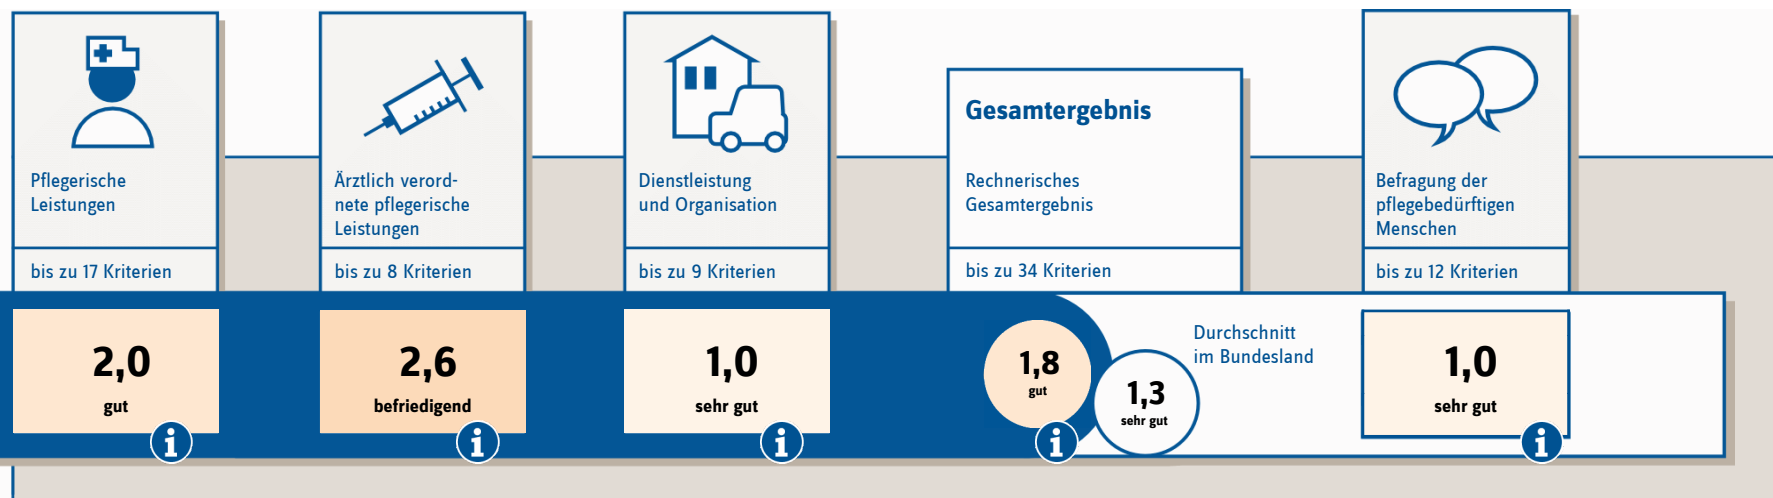 Pflegerische
Leistungen
bis zu 17 Kriterien
2,0
gut
i
Ärztlich verord-
nete pflegerische
Leistungen
bis zu 8 Kriterien
2,6
befriedigend
i
Dienstleistung
und Organisation
bis zu 9 Kriterien
1,0
sehr gut
i
Gesamtergebnis
Rechnerisches
Gesamtergebnis
bis zu 34 Kriterien
1,8
gut
i
1,3
sehr gut
Durchschnitt
im Bundesland
Befragung der
pflegebedürftigen
Menschen
bis zu 12 Kriterien
1,0
sehr gut
i